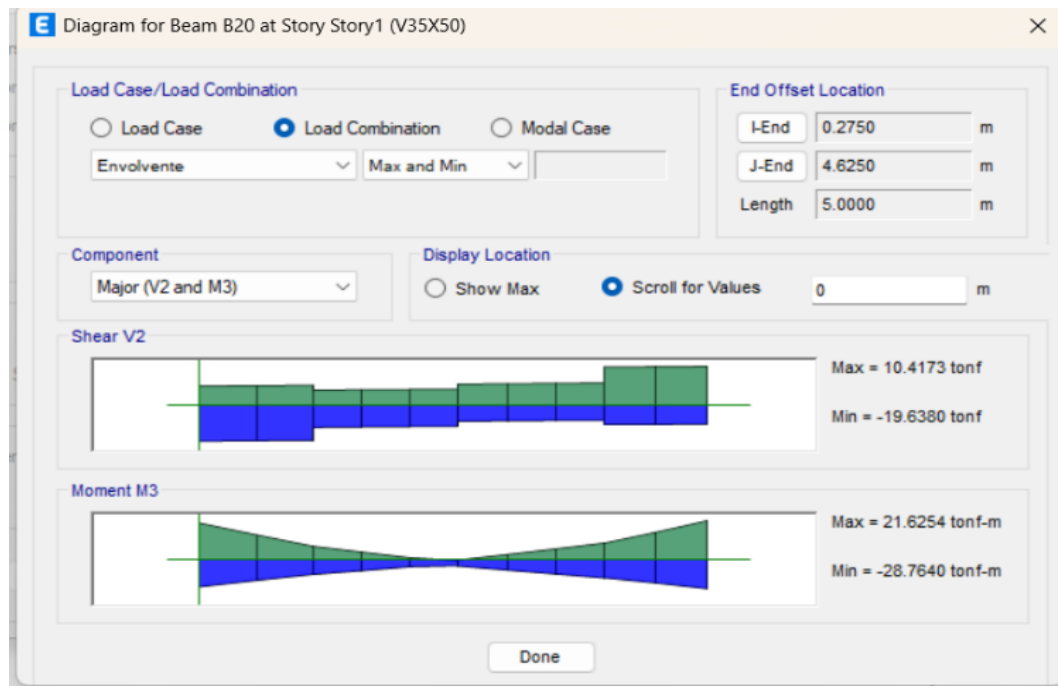 E Diagram for Beam B20 at Story Story1 (V35X50)
Load Case/Load Combination
Load Case Load Combination Modal Case
Envolvente Max and Min
End Offset Location
I-End 0.2750 m
J-End 4.6250 m
Length 5.0000 m
Component
Major (V2 and M3)
Display Location
Show Max Scroll for Values 0 m
Shear V2
Max = 10.4173 tonf
Min = -19.6380 tonf
Moment M3
Max = 21.6254 tonf-m
Min = -28.7640 tonf-m
Done